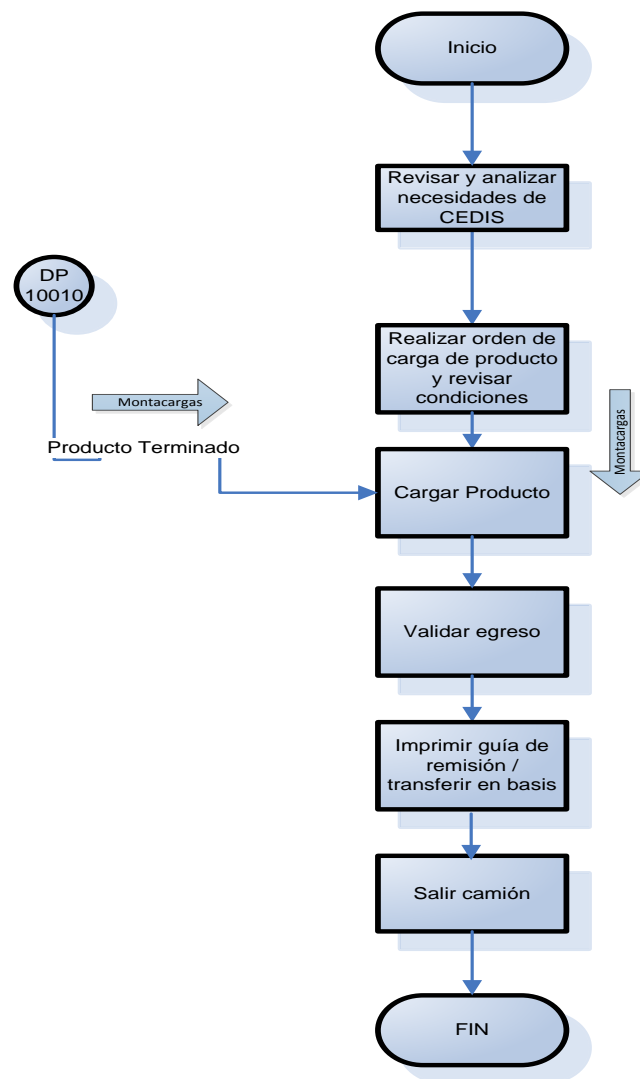 Inicio
Revisar y analizar
necesidades de
CEDIS
DP
10010
Realizar orden de
carga de producto
y revisar
condiciones
Montacargas
Montacargas
Producto Terminado
Cargar Producto
Validar egreso
Imprimir guía de
remisión /
transferir en basis
Salir camión
FIN